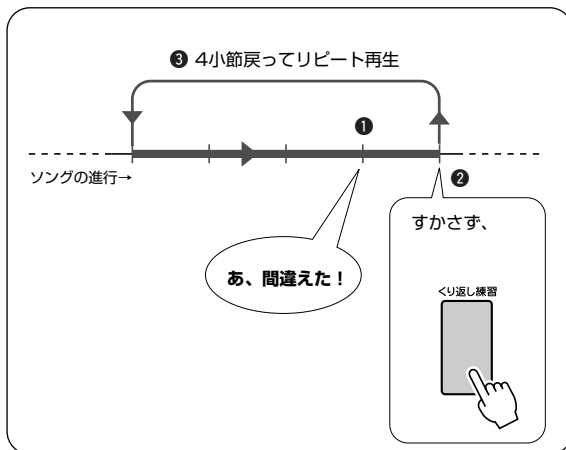 ❸ 4小節戻ってリピート再生
❶
ソングの進行→
❷
すかさず、
あ、間違えた！
くり返し練習